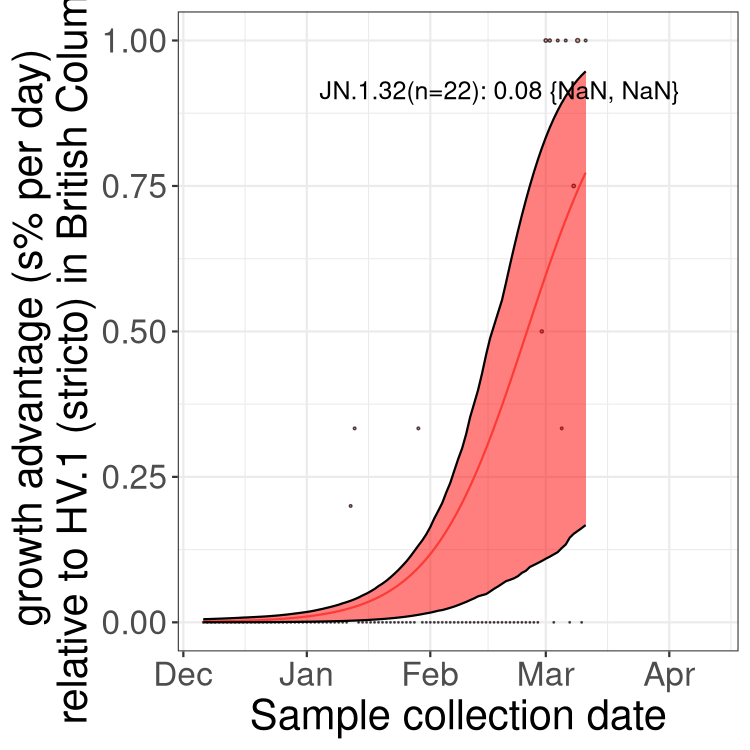 growth advantage (s% per day)
relative to HV.1 (stricto) in British Colum
1.00
0.75
0.50
0.25
0.00
JN.1.32(n=22): 0.08 {NaN, NaN}
Dec Jan Feb Mar Apr
Sample collection date